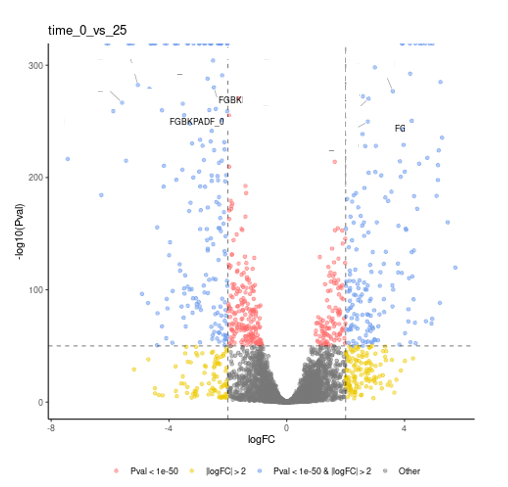 time_0_vs_25
300
200
100
0
-log10(Pval)
FGBKI
FGBKPADF_0
FG
-8
-4
0
4
logFC
Pval < 1e-50
|logFC| > 2
Pval < 1e-50 & |logFC| > 2
Other